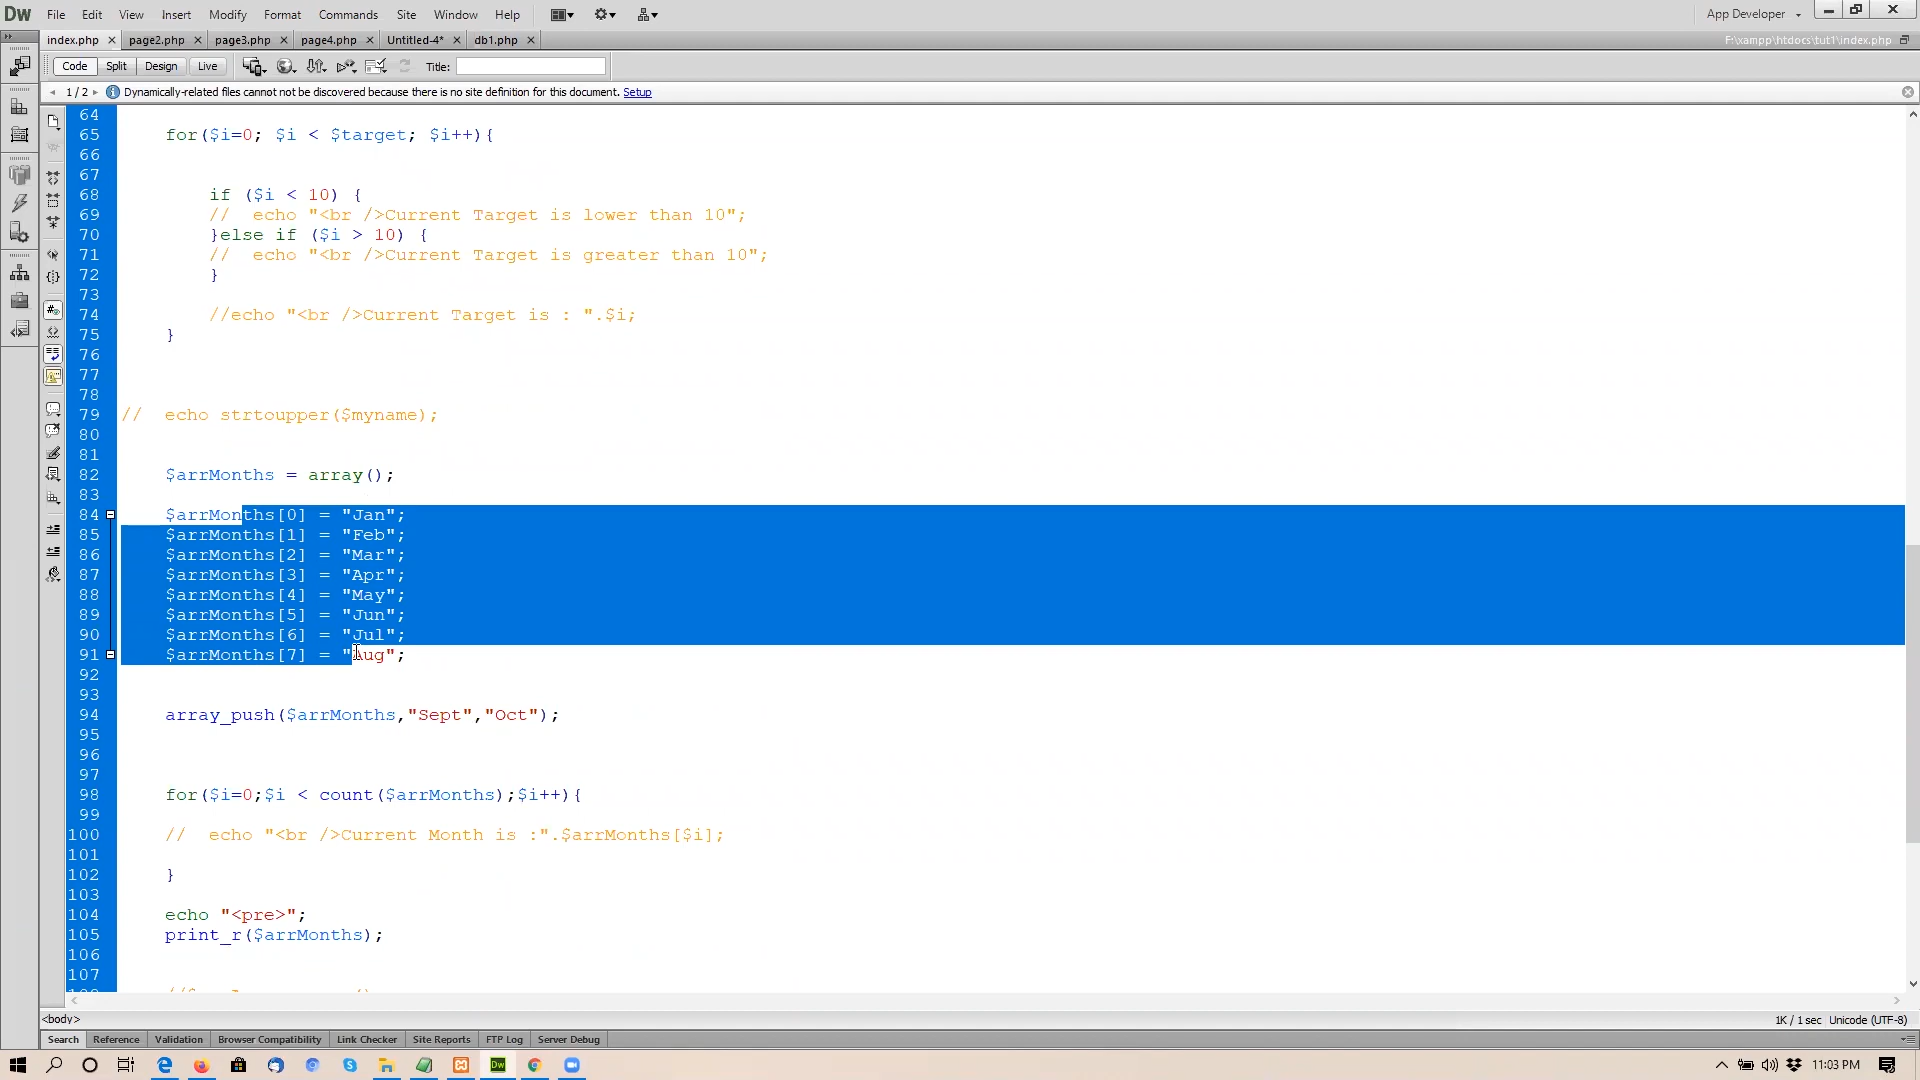 Dw File Edit View Insert Modify Format Commands Site Window Help App Developer
index.php page2.php page3.php page4.php Untitled-4* db1.php F:\xampp\htdocs\tut1\index.php
Code Split Design Live Title:
1 / 2 Dynamically-related files cannot not be discovered because there is no site definition for this document. Setup
64
65 for($i=0; $i < $target; $i++){
66
67
68 if ($i < 10) {
69 // echo "<br />Current Target is lower than 10";
70 }else if ($i > 10) {
71 // echo "<br />Current Target is greater than 10";
72 }
73
74 //echo "<br />Current Target is : ".$i;
75 }
76
77
78
79 // echo strtoupper($myname);
80
81
82 $arrMonths = array();
83
84 $arrMonths[0] = "Jan";
85 $arrMonths[1] = "Feb";
86 $arrMonths[2] = "Mar";
87 $arrMonths[3] = "Apr";
88 $arrMonths[4] = "May";
89 $arrMonths[5] = "Jun";
90 $arrMonths[6] = "Jul";
91 $arrMonths[7] = "Aug";
92
93
94 array_push($arrMonths,"Sept","Oct");
95
96
97
98 for($i=0;$i < count($arrMonths);$i++){
99
100 // echo "<br />Current Month is :".$arrMonths[$i];
101
102 }
103
104 echo "<pre>";
105 print_r($arrMonths);
106
107
<body> 1K / 1 sec Unicode (UTF-8)
Search Reference Validation Browser Compatibility Link Checker Site Reports FTP Log Server Debug
11:03 PM